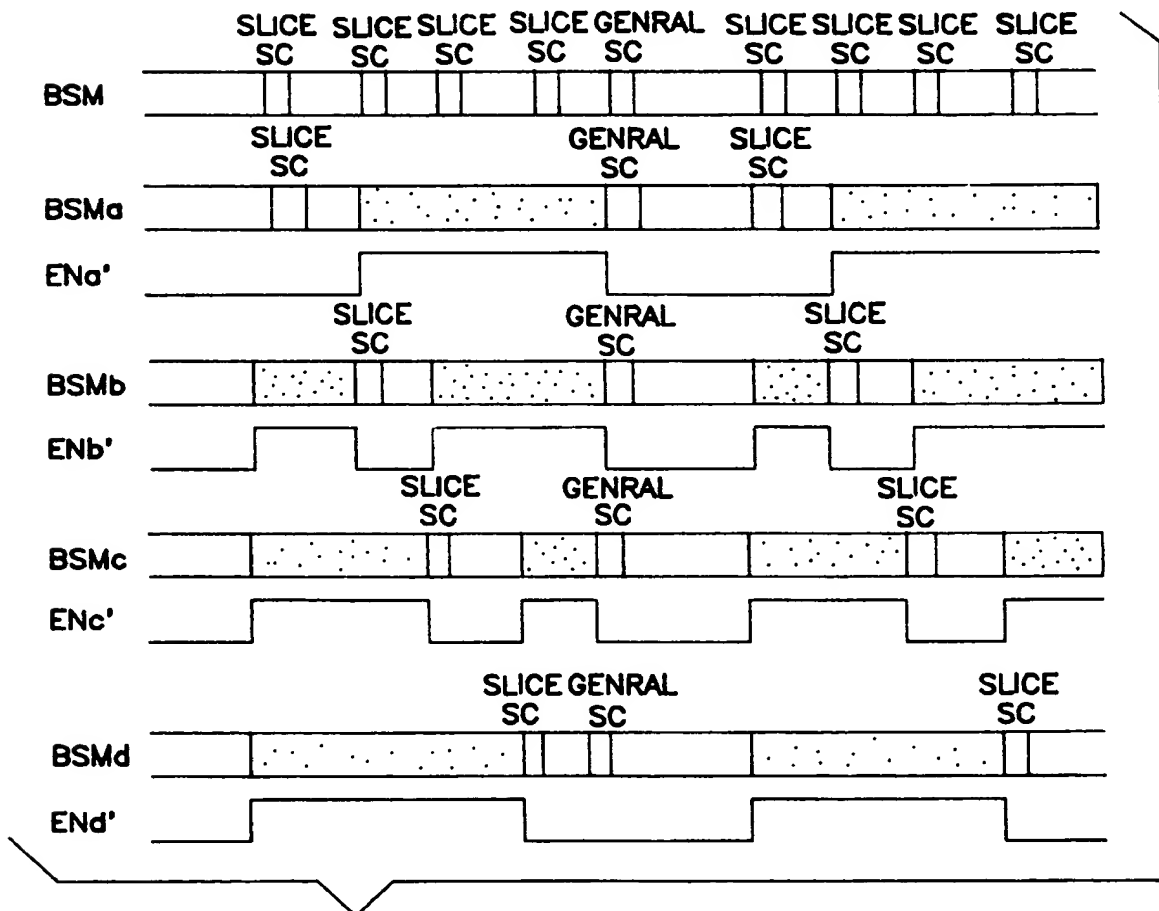 SLICE SLICE SLICE SLICE GENRAL SLICE SLICE SLICE SLICE
SC SC SC SC SC SC SC SC SC
BSM
SLICE GENRAL SLICE
SC SC SC
BSMa
ENa'
SLICE GENRAL SLICE
SC SC SC
BSMb
ENb'
SLICE GENRAL SLICE
SC SC SC
BSMc
ENc'
SLICE GENRAL SLICE
SC SC SC
BSMd
ENd'